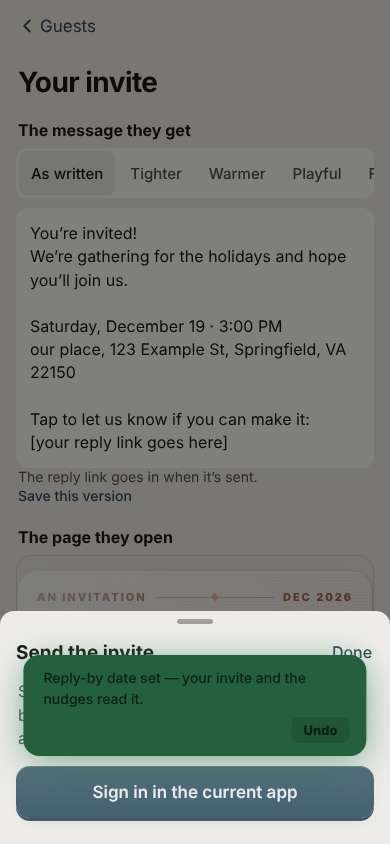 Guests
Your invite
The message they get
As written Tighter Warmer Playful
You're invited!
We're gathering for the holidays and hope
you'll join us.
Saturday, December 19 · 3:00 PM
our place, 123 Example St, Springfield, VA
22150
Tap to let us know if you can make it:
[your reply link goes here]
The reply link goes in when it's sent.
Save this version
The page they open
AN INVITATION DEC 2026
Send the invite Done
Reply-by date set — your invite and the
nudges read it.
Undo
Sign in in the current app